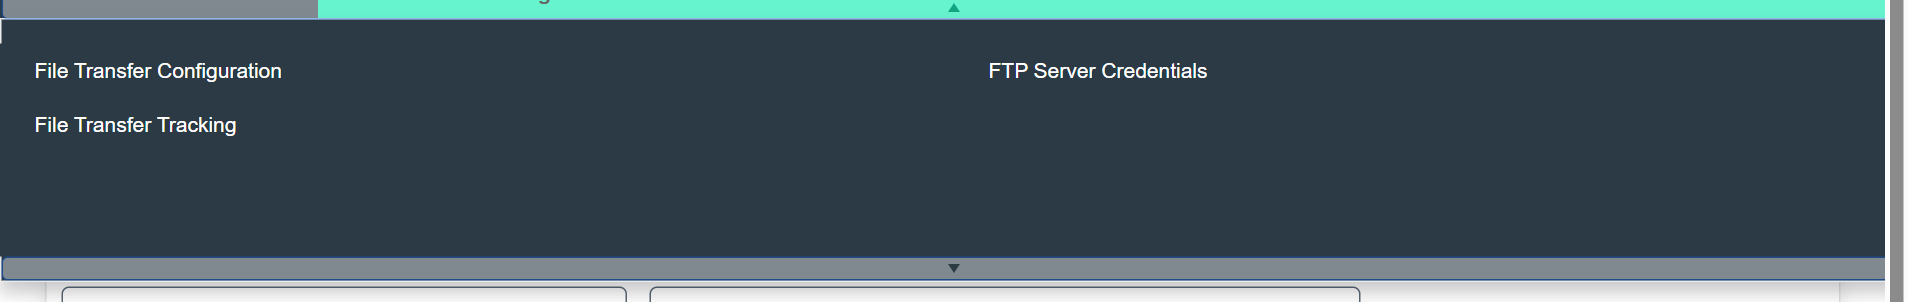 File Transfer Configuration
FTP Server Credentials
File Transfer Tracking